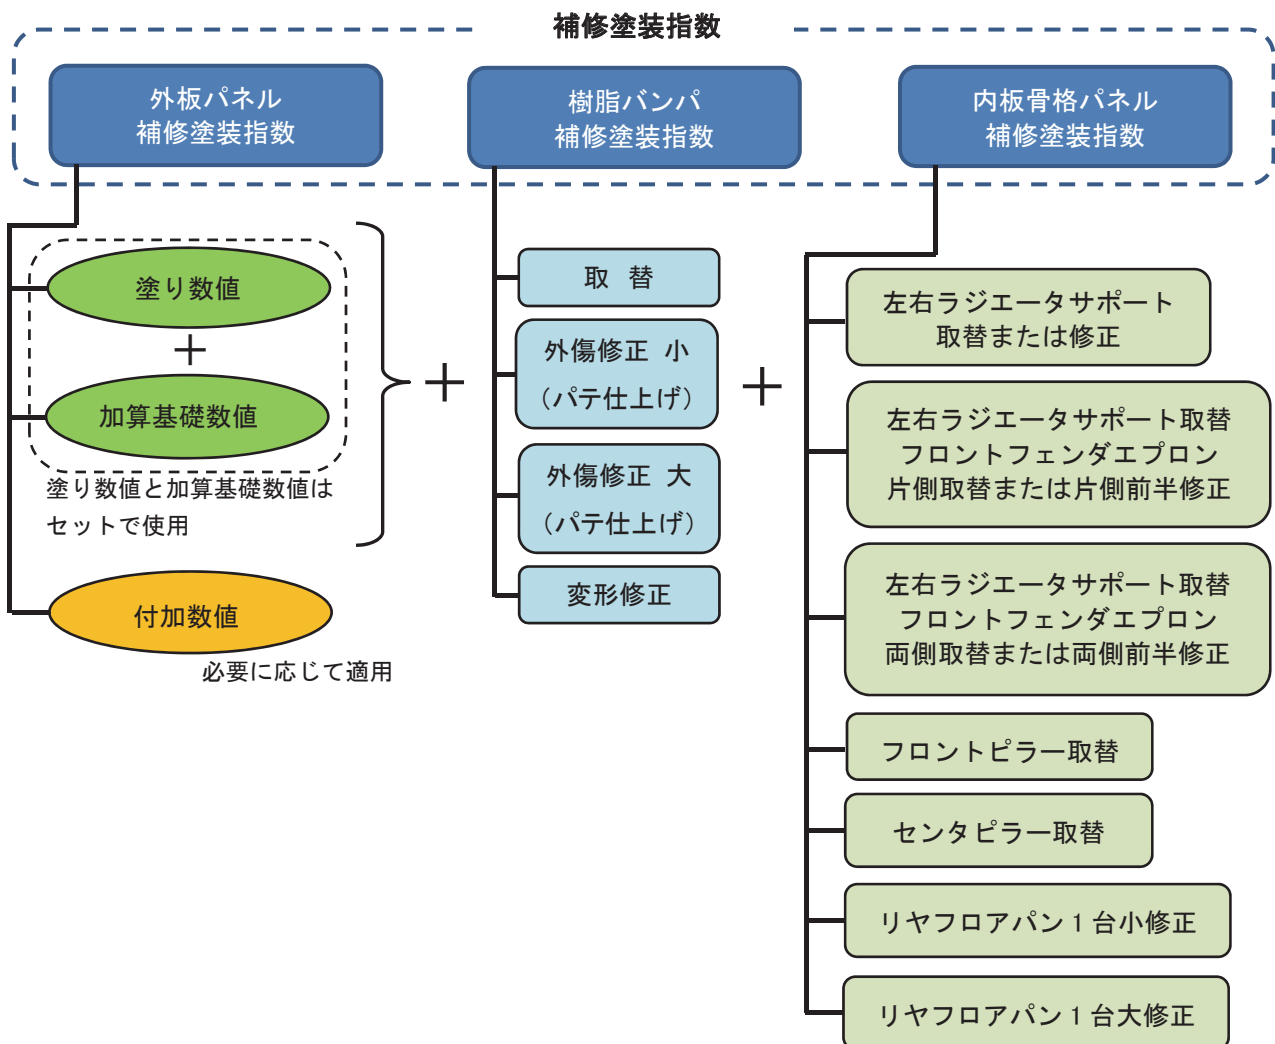 補修塗装指数
外板パネル
補修塗装指数
樹脂バンパ
補修塗装指数
内板骨格パネル
補修塗装指数
塗り数値
＋
加算基礎数値
塗り数値と加算基礎数値は
セットで使用
付加数値
必要に応じて適用
＋
取 替
外傷修正 小
（パテ仕上げ）
外傷修正 大
（パテ仕上げ）
変形修正
＋
左右ラジエータサポート
取替または修正
左右ラジエータサポート取替
フロントフェンダエプロン
片側取替または片側前半修正
左右ラジエータサポート取替
フロントフェンダエプロン
両側取替または両側前半修正
フロントピラー取替
センタピラー取替
リヤフロアパン1台小修正
リヤフロアパン1台大修正